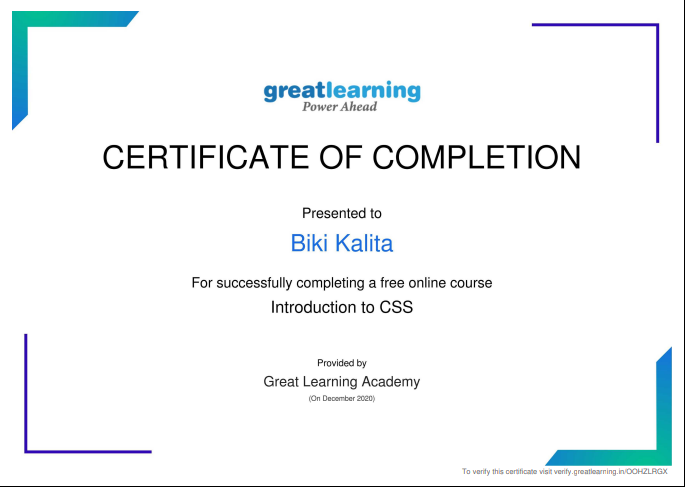 greatlearning
Power Ahead
CERTIFICATE OF COMPLETION
Presented to
Biki Kalita
For successfully completing a free online course
Introduction to CSS
Provided by
Great Learning Academy
(On December 2020)
To verify this certificate visit verify.greatlearning.in/OOHZLRGX